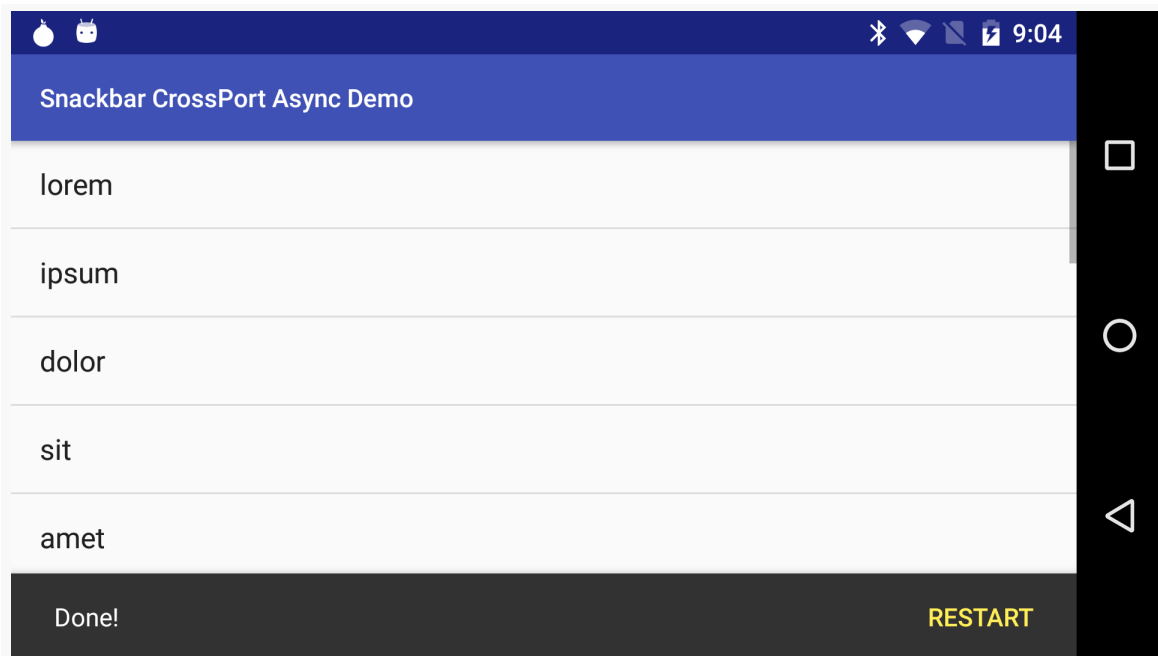 9:04
Snackbar CrossPort Async Demo
lorem
ipsum
dolor
sit
amet
Done! RESTART